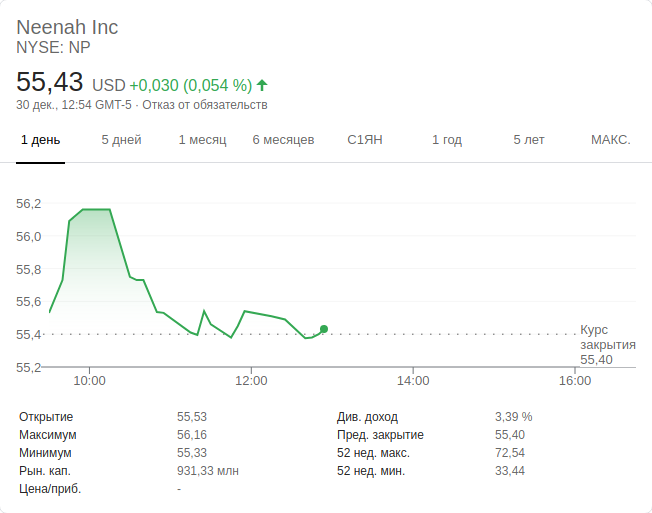 Neenah Inc
NYSE: NP
55,43 USD +0,030 (0,054 %)
30 дек., 12:54 GMT-5 · Отказ от обязательств
1 день 5 дней 1 месяц 6 месяцев С1ЯН 1 год 5 лет МАКС.
56,2
56,0
55,8
55,6
55,4
55,2
Курс
закрытия
55,40
10:00 12:00 14:00 16:00
Открытие 55,53 Див. доход 3,39 %
Максимум 56,16 Пред. закрытие 55,40
Минимум 55,33 52 нед. макс. 72,54
Рын. кап. 931,33 млн 52 нед. мин. 33,44
Цена/приб. -